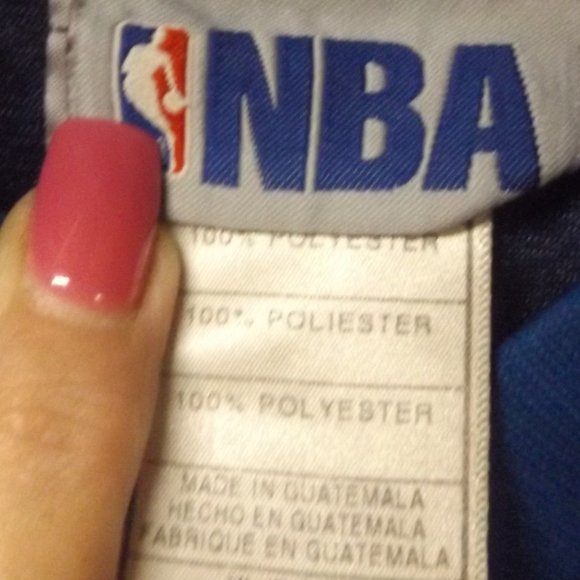 NBA
100% POLYESTER
100% POLIESTER
100% POLYESTER
MADE IN GUATEMALA
HECHO EN GUATEMALA
FABRIQUE EN GUATEMALA